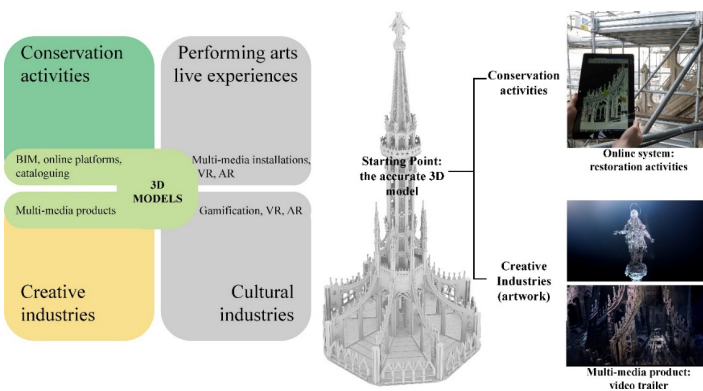 Conservation
activities
Performing arts
live experiences
BIM, online platforms,
cataloguing
Multi-media installations,
VR, AR
3D
MODELS
Multi-media products
Gamification, VR, AR
Creative
industries
Cultural
industries
Starting Point:
the accurate 3D
model
Conservation
activities
Online system:
restoration activities
Creative
Industries
(artwork)
Multi-media product:
video trailer